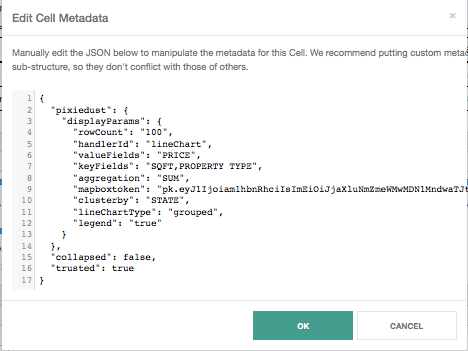 Edit Cell Metadata
×
Manually edit the JSON below to manipulate the metadata for this Cell. We recommend putting custom
sub-structure, so they don't conflict with those of others.
1 {
2 "pixiedust": {
3 "displayParams": {
4 "rowCount": "100",
5 "handlerId": "lineChart",
6 "valueFields": "PRICE",
7 "keyFields": "SQFT,PROPERTY TYPE",
8 "aggregation": "SUM",
9 "mapboxtoken":
10 "clusterby": "STATE",
11 "lineChartType": "grouped",
12 "legend": "true"
13 }
14 },
15 "collapsed": false,
16 "trusted": true
17 }
OK
CANCEL